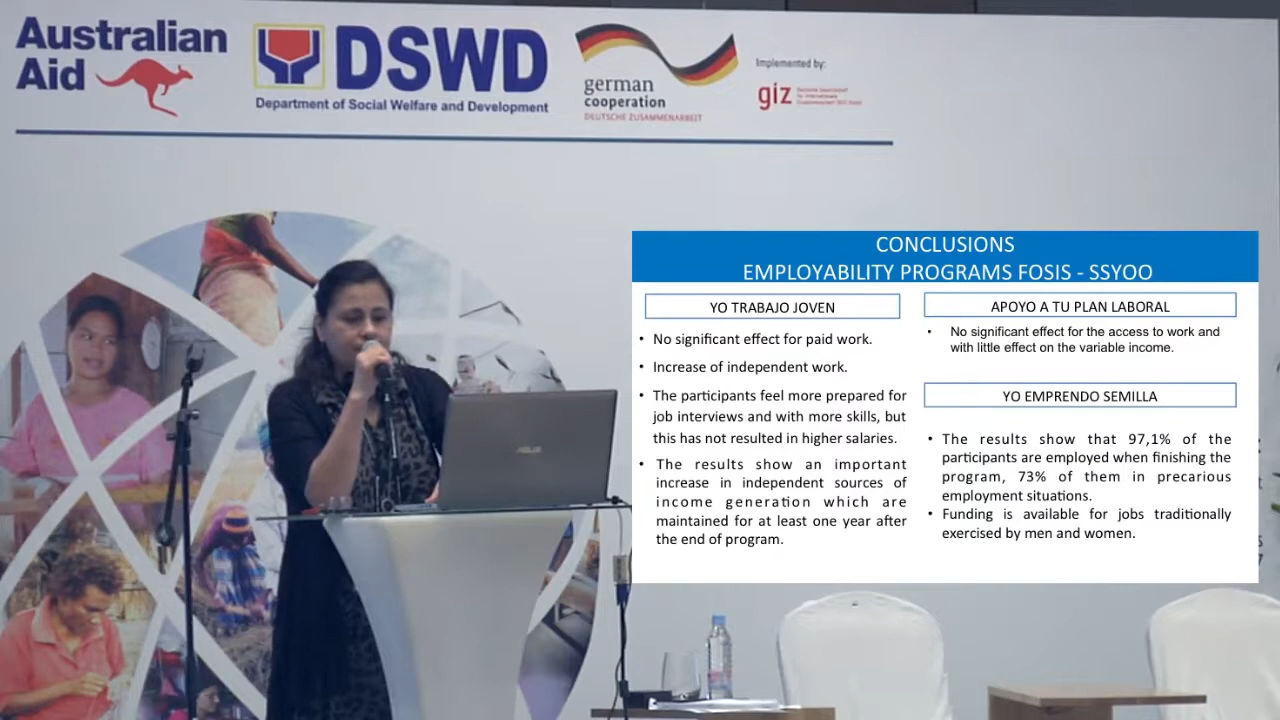 Australian
Aid
DSWD
Department of Social Welfare and Development
german
cooperation
DEUTSCHE ZUSAMMENARBEIT
Implemented by:
giz
CONCLUSIONS
EMPLOYABILITY PROGRAMS FOSIS - SSYOO
YO TRABAJO JOVEN
• No significant effect for paid work.
• Increase of independent work.
• The participants feel more prepared for
job interviews and with more skills, but
this has not resulted in higher salaries.
• The results show an important
increase in independent sources of
income generation which are
maintained for at least one year after
the end of program.
APOYO A TU PLAN LABORAL
• No significant effect for the access to work and
with little effect on the variable income.
YO EMPRENDO SEMILLA
• The results show that 97,1% of the
participants are employed when finishing the
program, 73% of them in precarious
employment situations.
• Funding is available for jobs traditionally
exercised by men and women.
ASUS